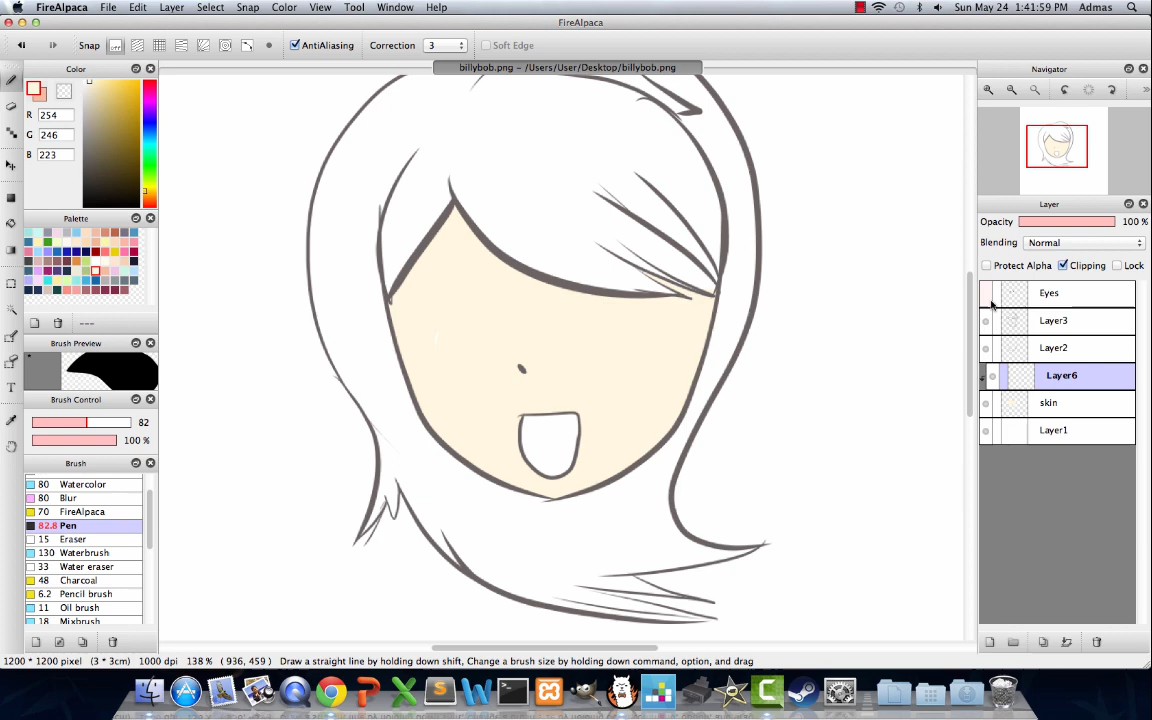 FireAlpaca File Edit Layer Select Snap Color View Tool Window Help Sun May 24 1:41:59 PM Admas
FireAlpaca
Snap off AntiAliasing Correction 3 Soft Edge
billybob.png – /Users/User/Desktop/billybob.png
Color
R 254
G 246
B 223
Palette
---
Brush Preview
Brush Control
82
100 %
Brush
80 Watercolor
80 Blur
70 FireAlpaca
82.8 Pen
15 Eraser
130 Waterbrush
33 Water eraser
48 Charcoal
6.2 Pencil brush
11 Oil brush
18 Mixbrush
Navigator
Layer
Opacity 100 %
Blending Normal
Protect Alpha Clipping Lock
Eyes
Layer3
Layer2
Layer6
skin
Layer1
1200 * 1200 pixel (3 * 3cm) 1000 dpi 138 % ( 936, 459 ) Draw a straight line by holding down shift, Change a brush size by holding down command, option, and drag